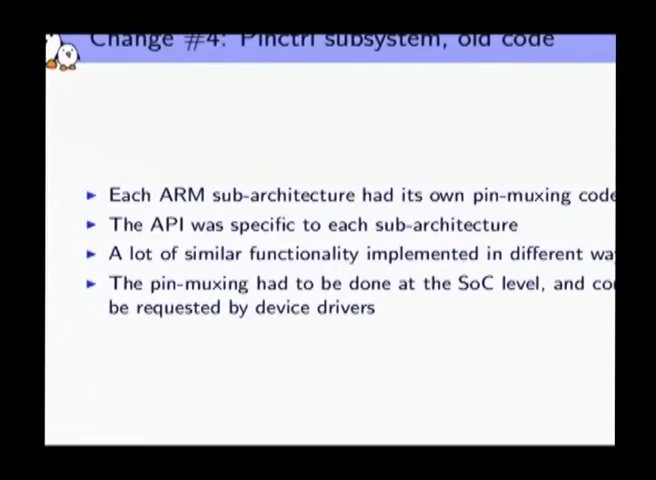 Change #4: Pinctrl subsystem, old code
Each ARM sub-architecture had its own pin-muxing code
The API was specific to each sub-architecture
A lot of similar functionality implemented in different wa
The pin-muxing had to be done at the SoC level, and co
be requested by device drivers